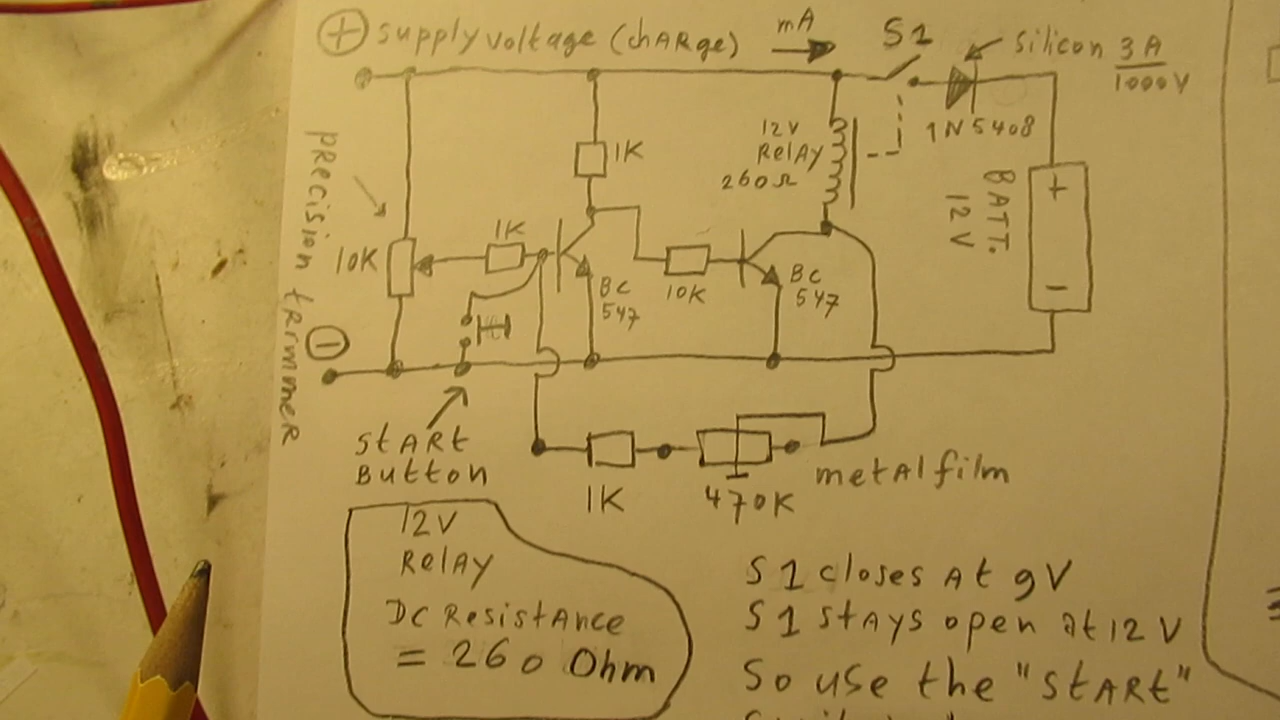 + supply voltage (chARge) mA S1 silicon 3A
1000V
1N5408
12V
RelAY
260Ω
1K
precision trimmer
10K
1K
10K
BC
547
BC
547
BATT.
12V
+
−
−
StARt
Button
1K
470K
metAlfilm
12V
RelAY
DC Resistance
= 260 Ohm
S1 closes At 9V
S1 stAys open at 12V
So use the "StARt"